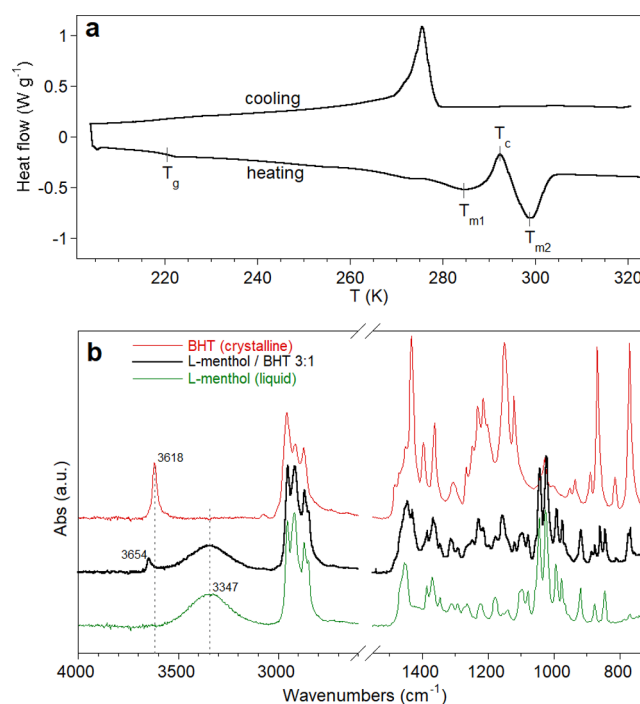 a
1
0.5
0
-0.5
-1
Heat flow (W g-1)
cooling
heating
Tg
Tm1
Tc
Tm2
220 240 260 280 300 320
T (K)
b
BHT (crystalline)
L-menthol / BHT 3:1
L-menthol (liquid)
3618
3654
3347
Abs (a.u.)
4000 3500 3000 1400 1200 1000 800
Wavenumbers (cm-1)